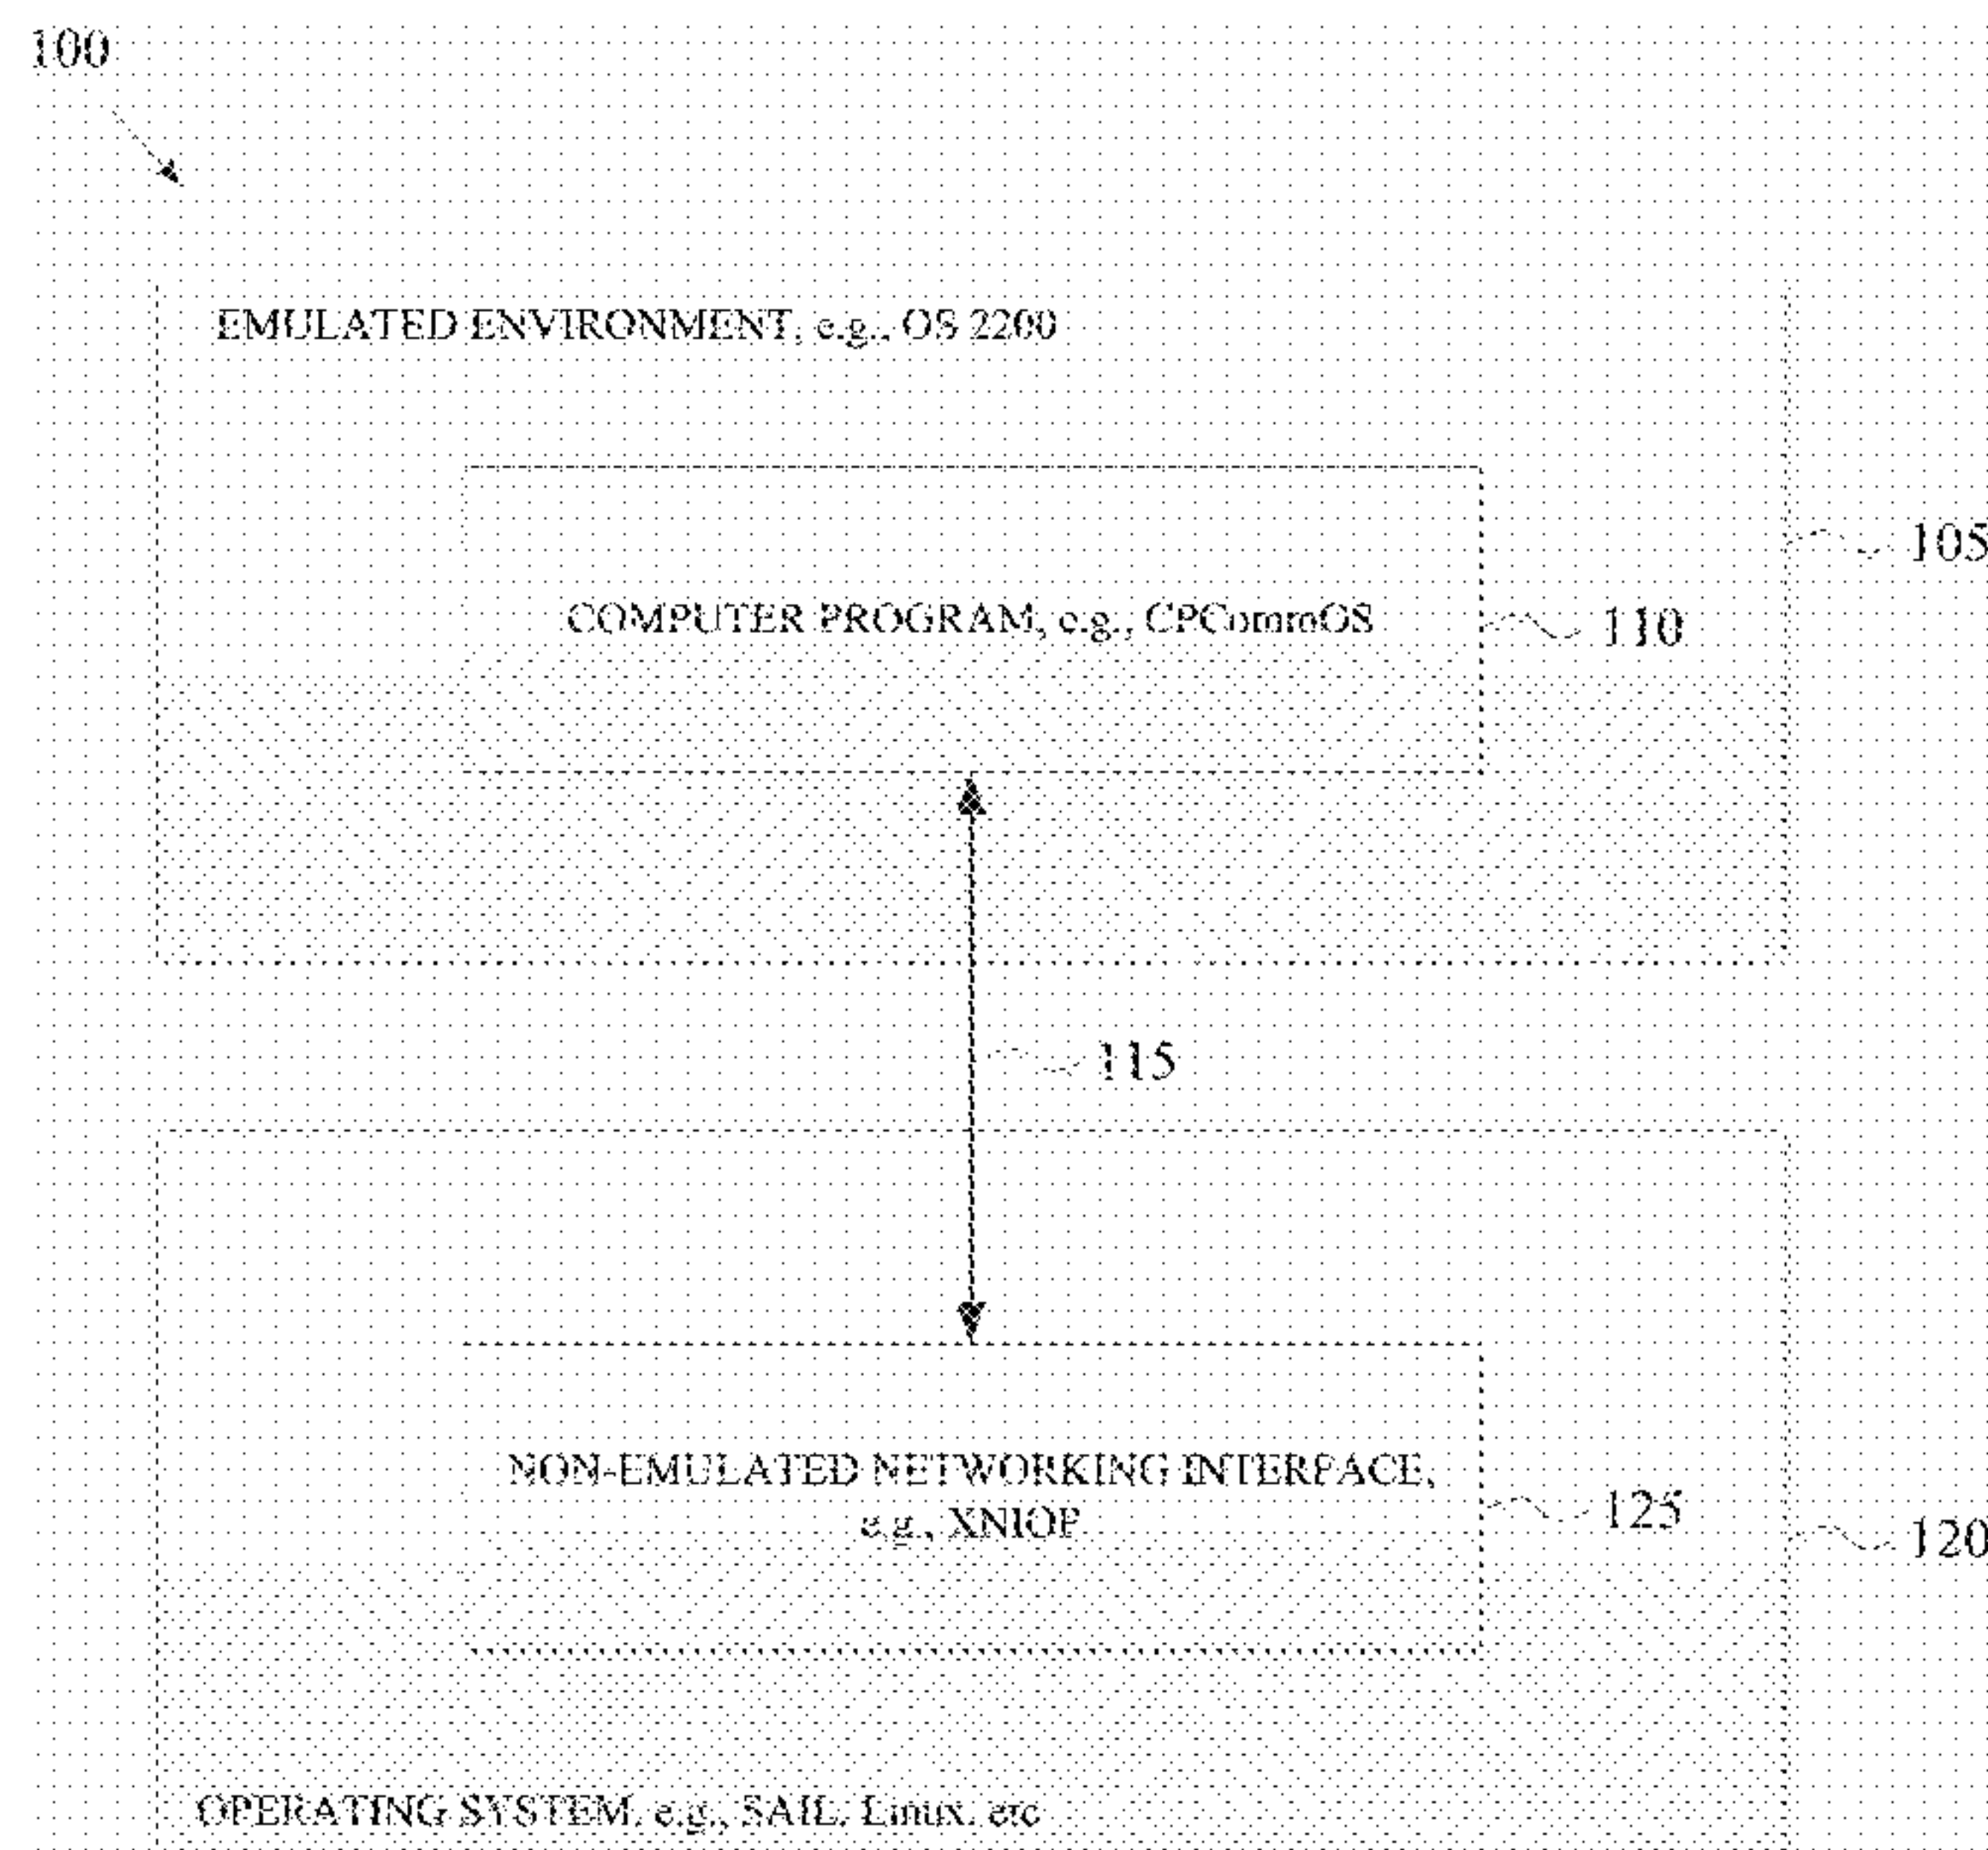 100
EMULATED ENVIRONMENT, e.g., OS 2200
105
COMPUTER PROGRAM, e.g., CPCommOS
110
115
NON-EMULATED NETWORKING INTERFACE,
e.g., XNIOP
125
120
OPERATING SYSTEM, e.g., SAIL, Linux, etc